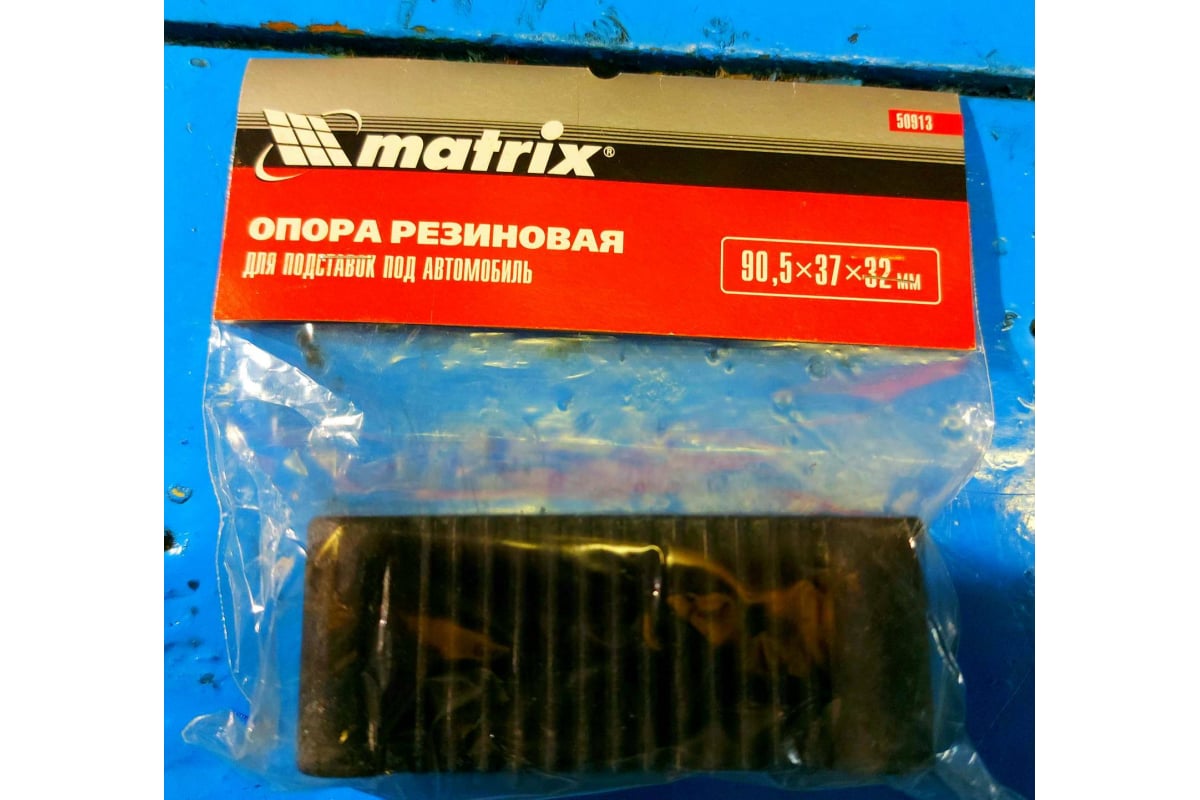 50913
matrix®
ОПОРА РЕЗИНОВАЯ
ДЛЯ ПОДСТАВОК ПОД АВТОМОБИЛЬ
90,5×37×32 мм